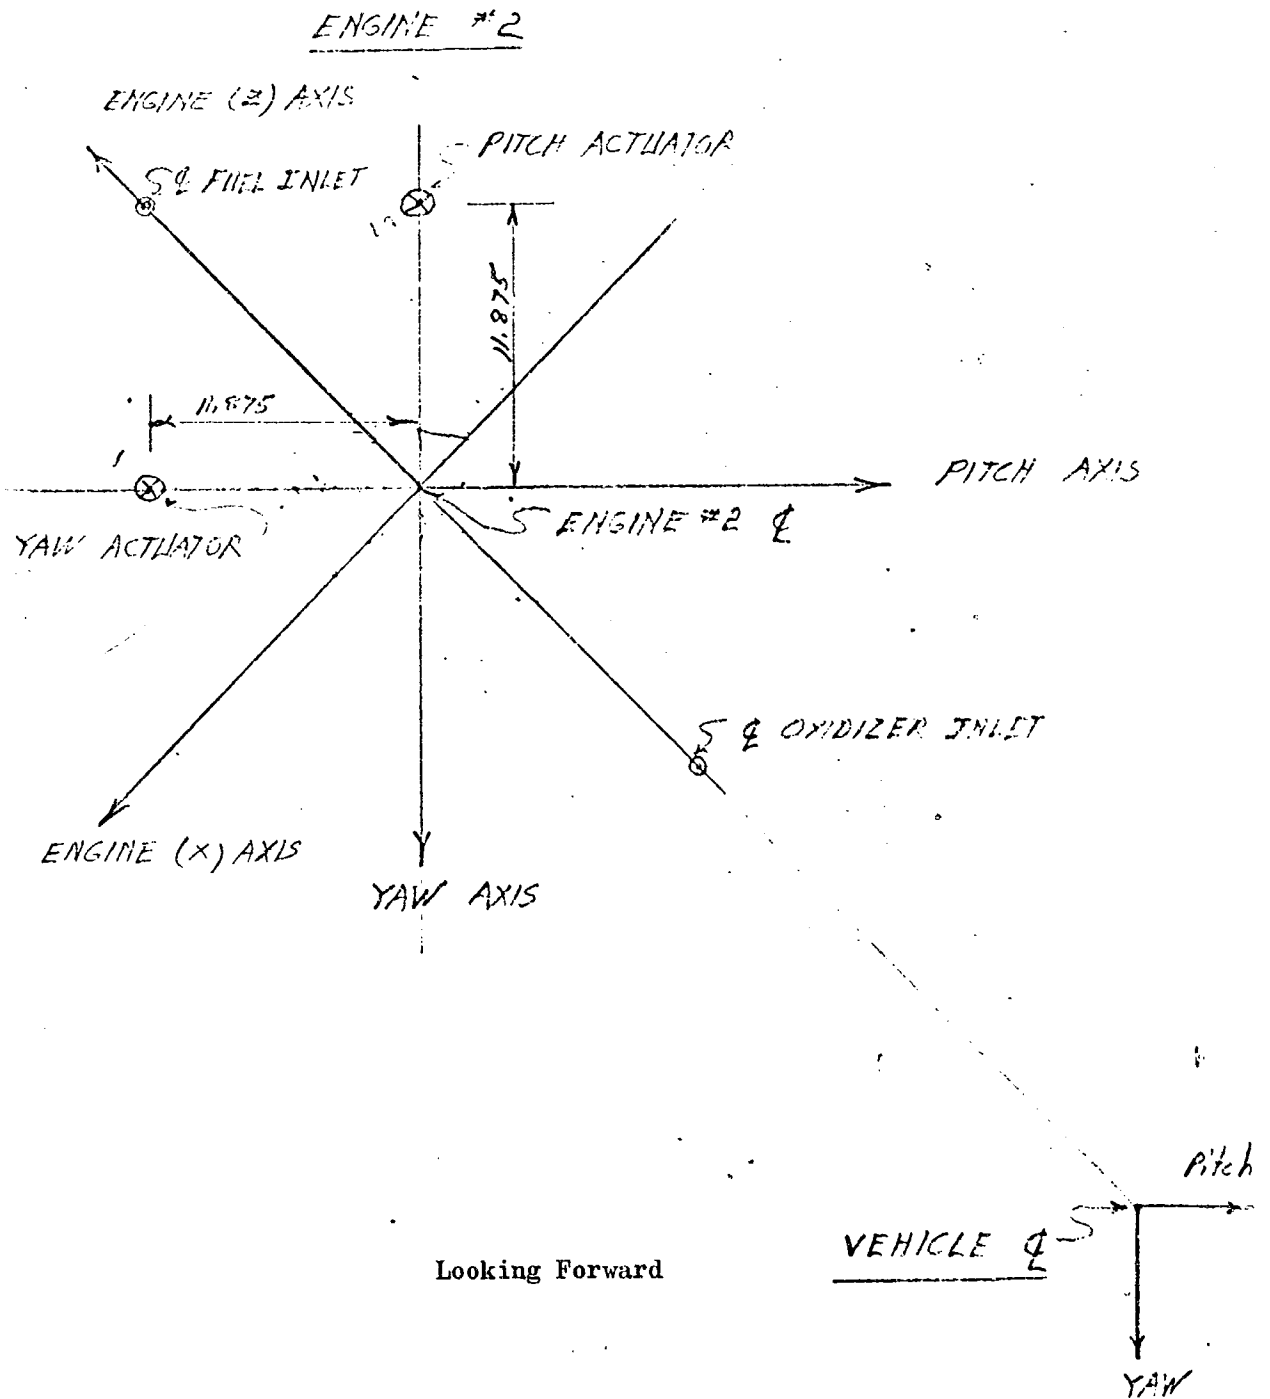 ENGINE #2
ENGINE (Z) AXIS
PITCH ACTUATOR
℄ FUEL INLET
11.875
11.875
PITCH AXIS
ENGINE #2 ℄
YAW ACTUATOR
℄ OXIDIZER INLET
ENGINE (X) AXIS
YAW AXIS
Pitch
VEHICLE ℄
Looking Forward
YAW